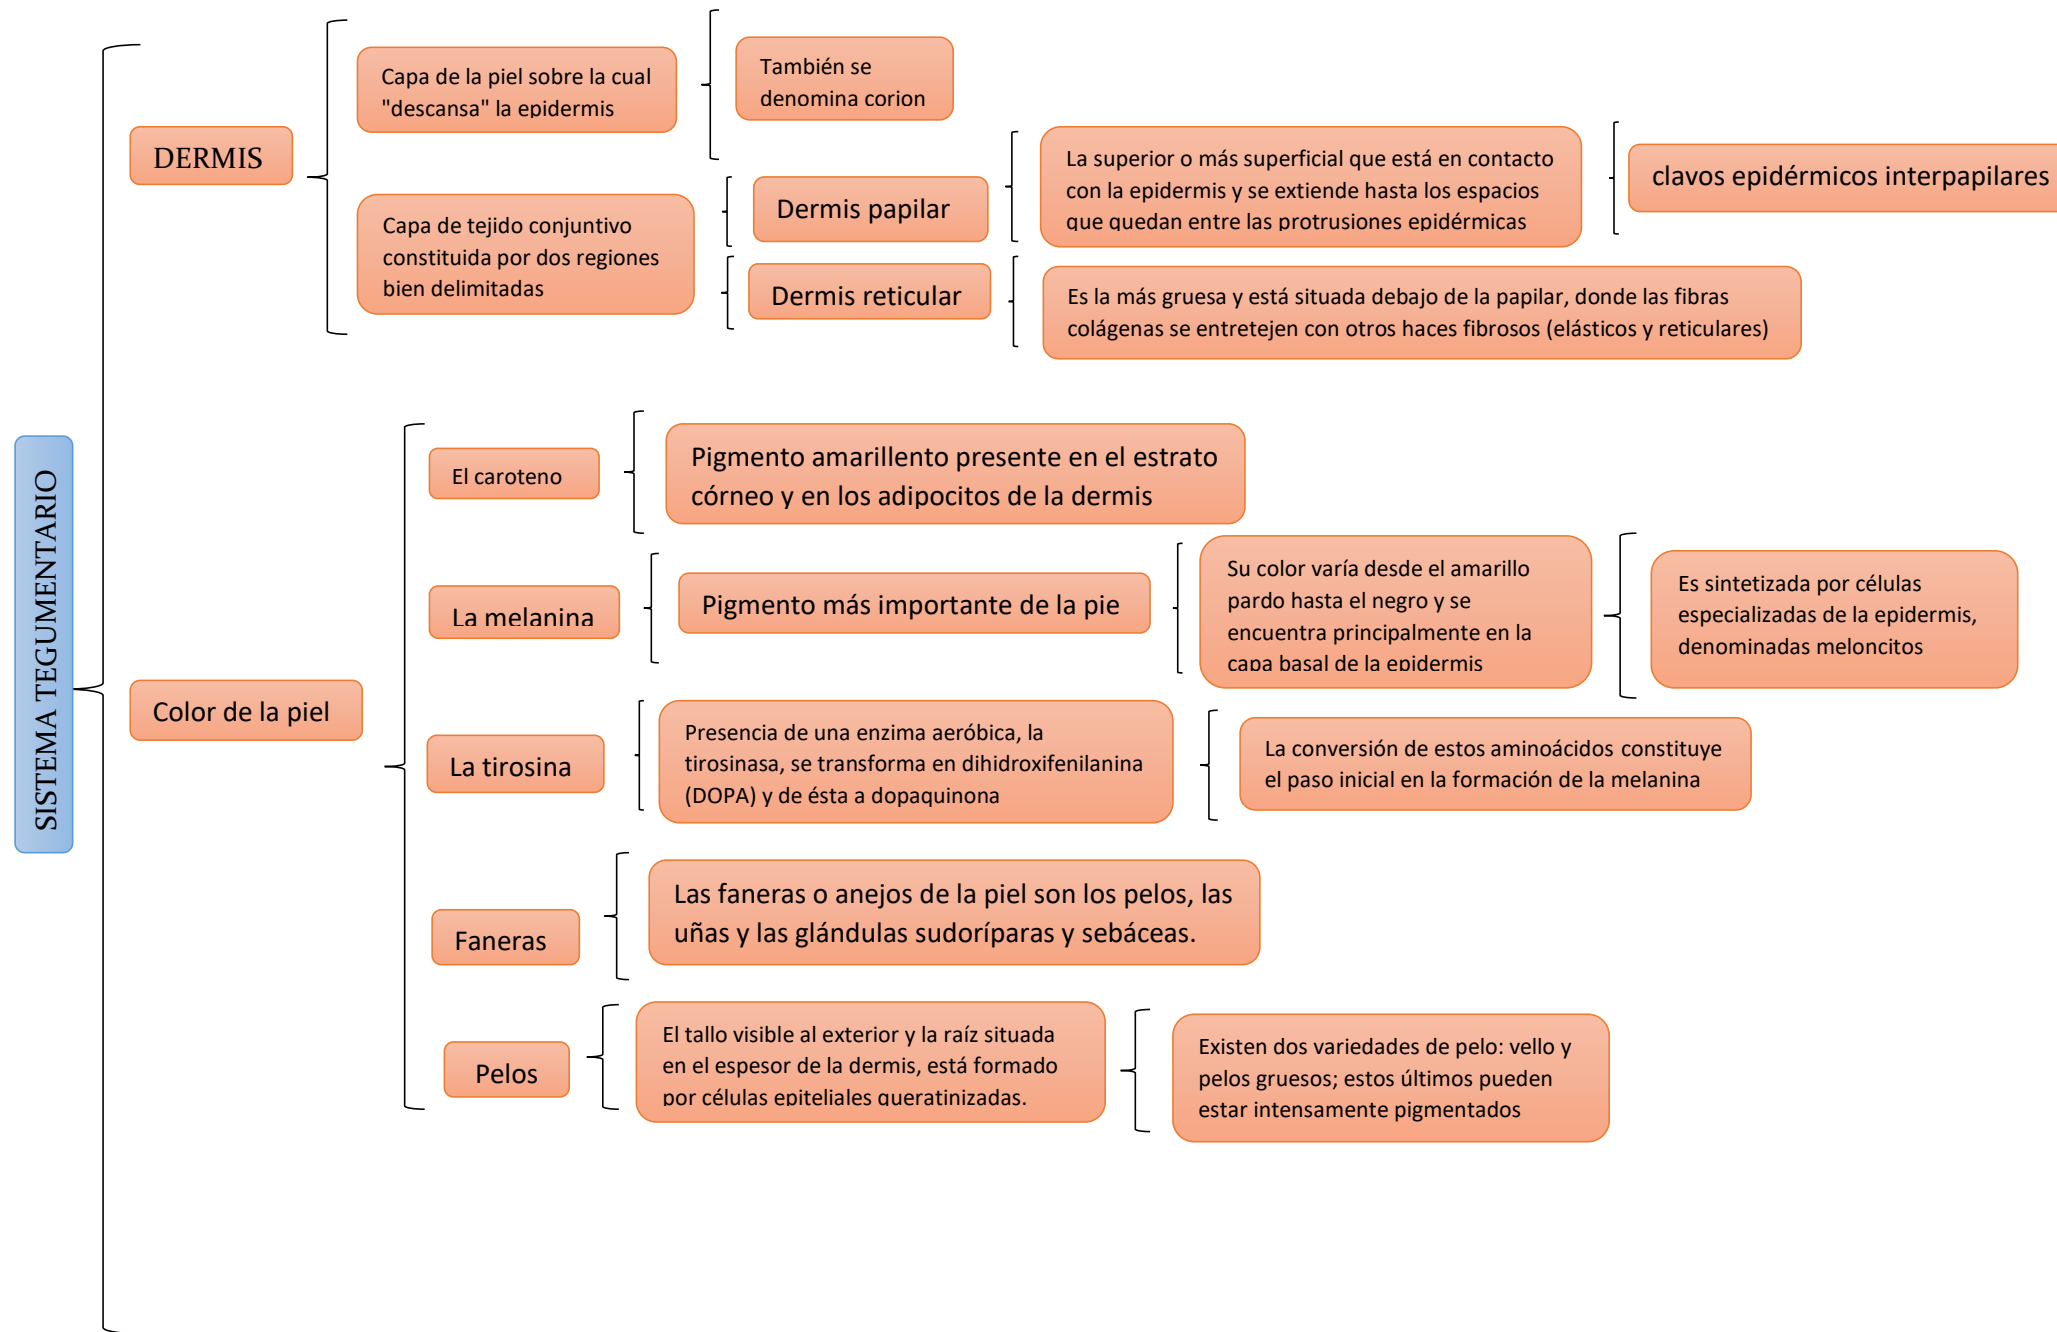 SISTEMA TEGUMENTARIO
DERMIS
Capa de la piel sobre la cual
"descansa" la epidermis
También se
denomina corion
Capa de tejido conjuntivo
constituida por dos regiones
bien delimitadas
Dermis papilar
La superior o más superficial que está en contacto
con la epidermis y se extiende hasta los espacios
que quedan entre las protrusiones epidérmicas
clavos epidérmicos interpapilares
Dermis reticular
Es la más gruesa y está situada debajo de la papilar, donde las fibras
colágenas se entretejen con otros haces fibrosos (elásticos y reticulares)
Color de la piel
El caroteno
Pigmento amarillento presente en el estrato
córneo y en los adipocitos de la dermis
La melanina
Pigmento más importante de la pie
Su color varía desde el amarillo
pardo hasta el negro y se
encuentra principalmente en la
capa basal de la epidermis
Es sintetizada por células
especializadas de la epidermis,
denominadas meloncitos
La tirosina
Presencia de una enzima aeróbica, la
tirosinasa, se transforma en dihidroxifenilanina
(DOPA) y de ésta a dopaquinona
La conversión de estos aminoácidos constituye
el paso inicial en la formación de la melanina
Faneras
Las faneras o anejos de la piel son los pelos, las
uñas y las glándulas sudoríparas y sebáceas.
Pelos
El tallo visible al exterior y la raíz situada
en el espesor de la dermis, está formado
por células epiteliales queratinizadas.
Existen dos variedades de pelo: vello y
pelos gruesos; estos últimos pueden
estar intensamente pigmentados